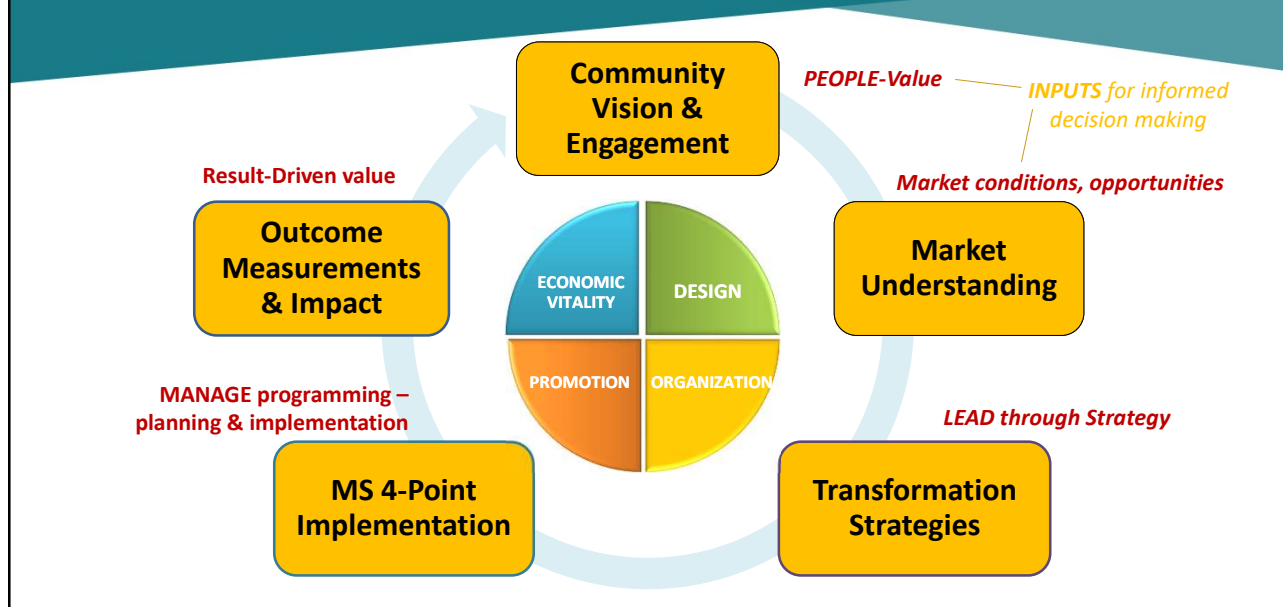 Community
Vision &
Engagement
PEOPLE-Value
INPUTS for informed
decision making
Market conditions, opportunities
Market
Understanding
LEAD through Strategy
Transformation
Strategies
MANAGE programming –
planning & implementation
MS 4-Point
Implementation
Result-Driven value
Outcome
Measurements
& Impact
ECONOMIC
VITALITY
DESIGN
PROMOTION
ORGANIZATION